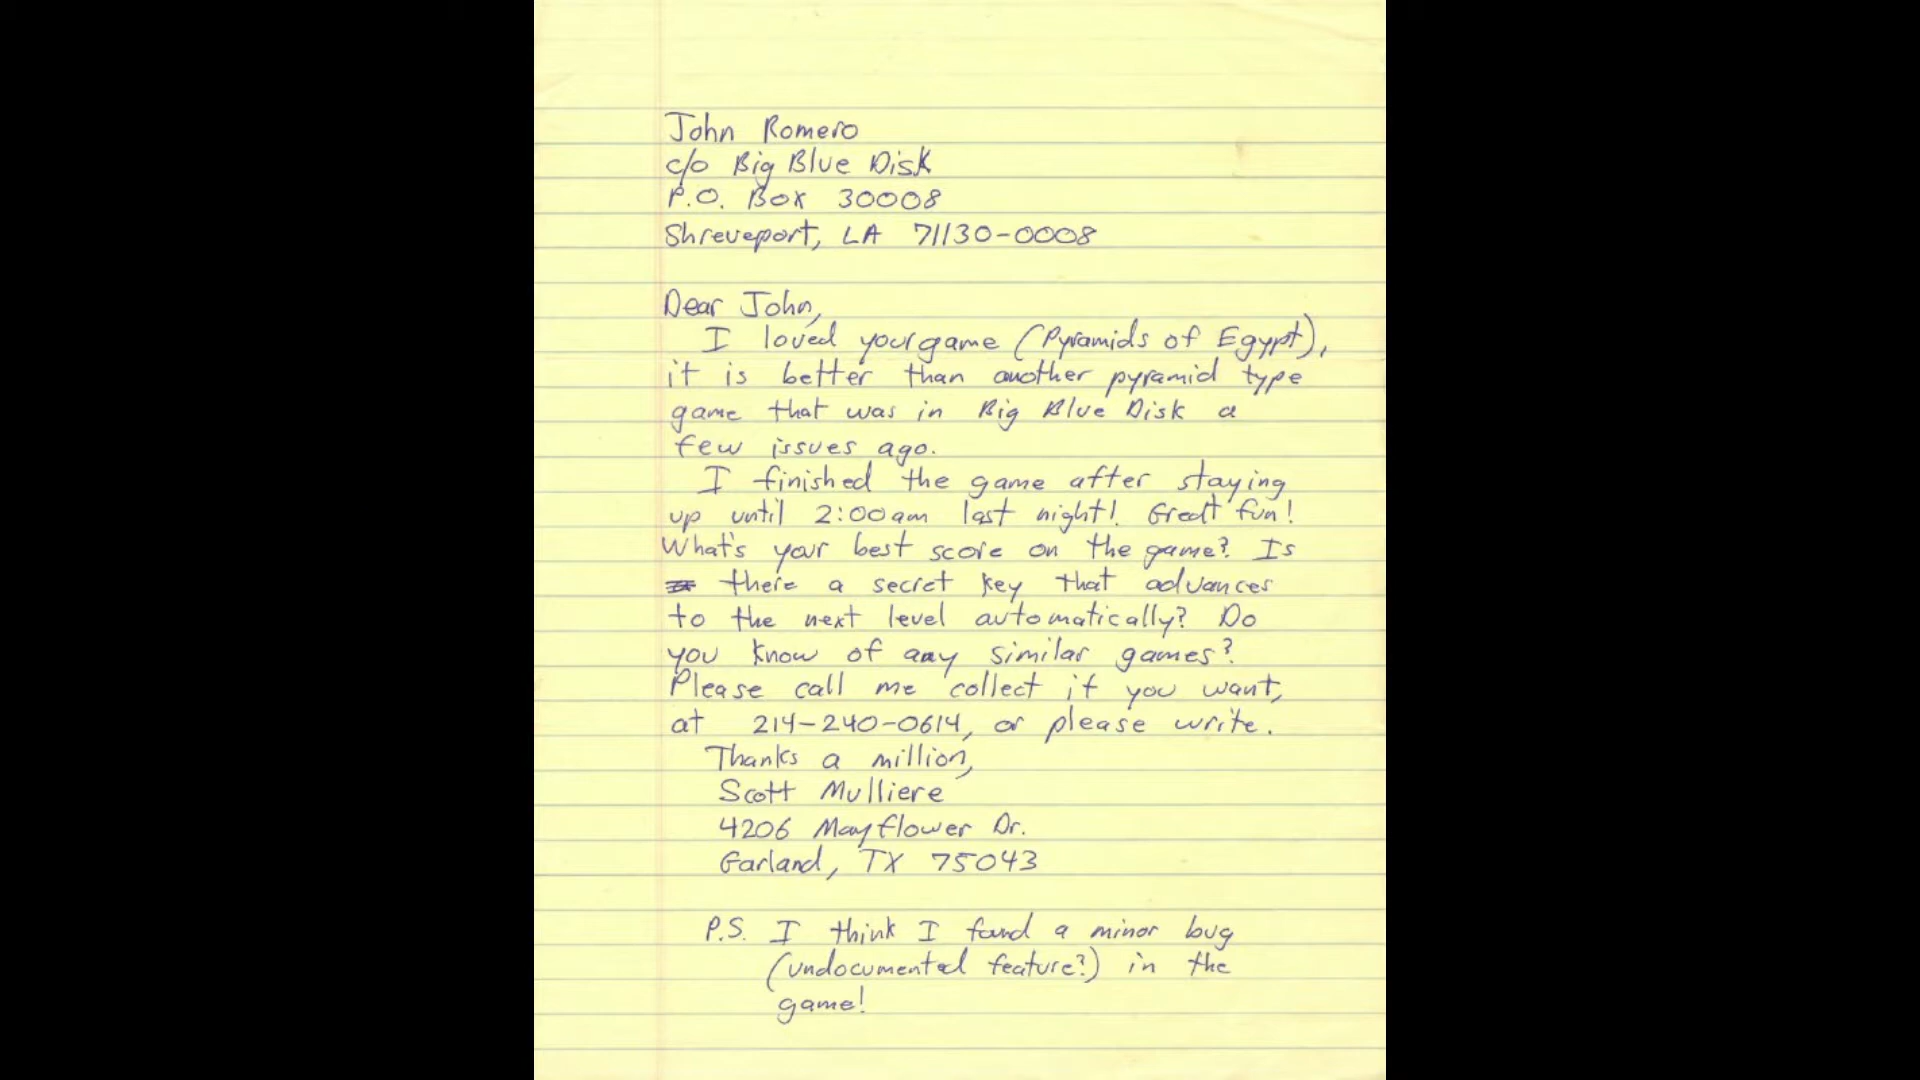 John Romero
c/o Big Blue Disk
P.O. Box 30008
Shreveport, LA 71130-0008
Dear John,
I loved your game (Pyramids of Egypt),
it is better than another pyramid type
game that was in Big Blue Disk a
few issues ago.
I finished the game after staying
up until 2:00am last night! Great fun!
What's your best score on the game? Is
there a secret key that advances
to the next level automatically? Do
you know of any similar games?
Please call me collect if you want,
at 214-240-0614, or please write.
Thanks a million,
Scott Mulliere
4206 Mayflower Dr.
Garland, TX 75043
P.S. I think I found a minor bug
(undocumented feature?) in the
game!